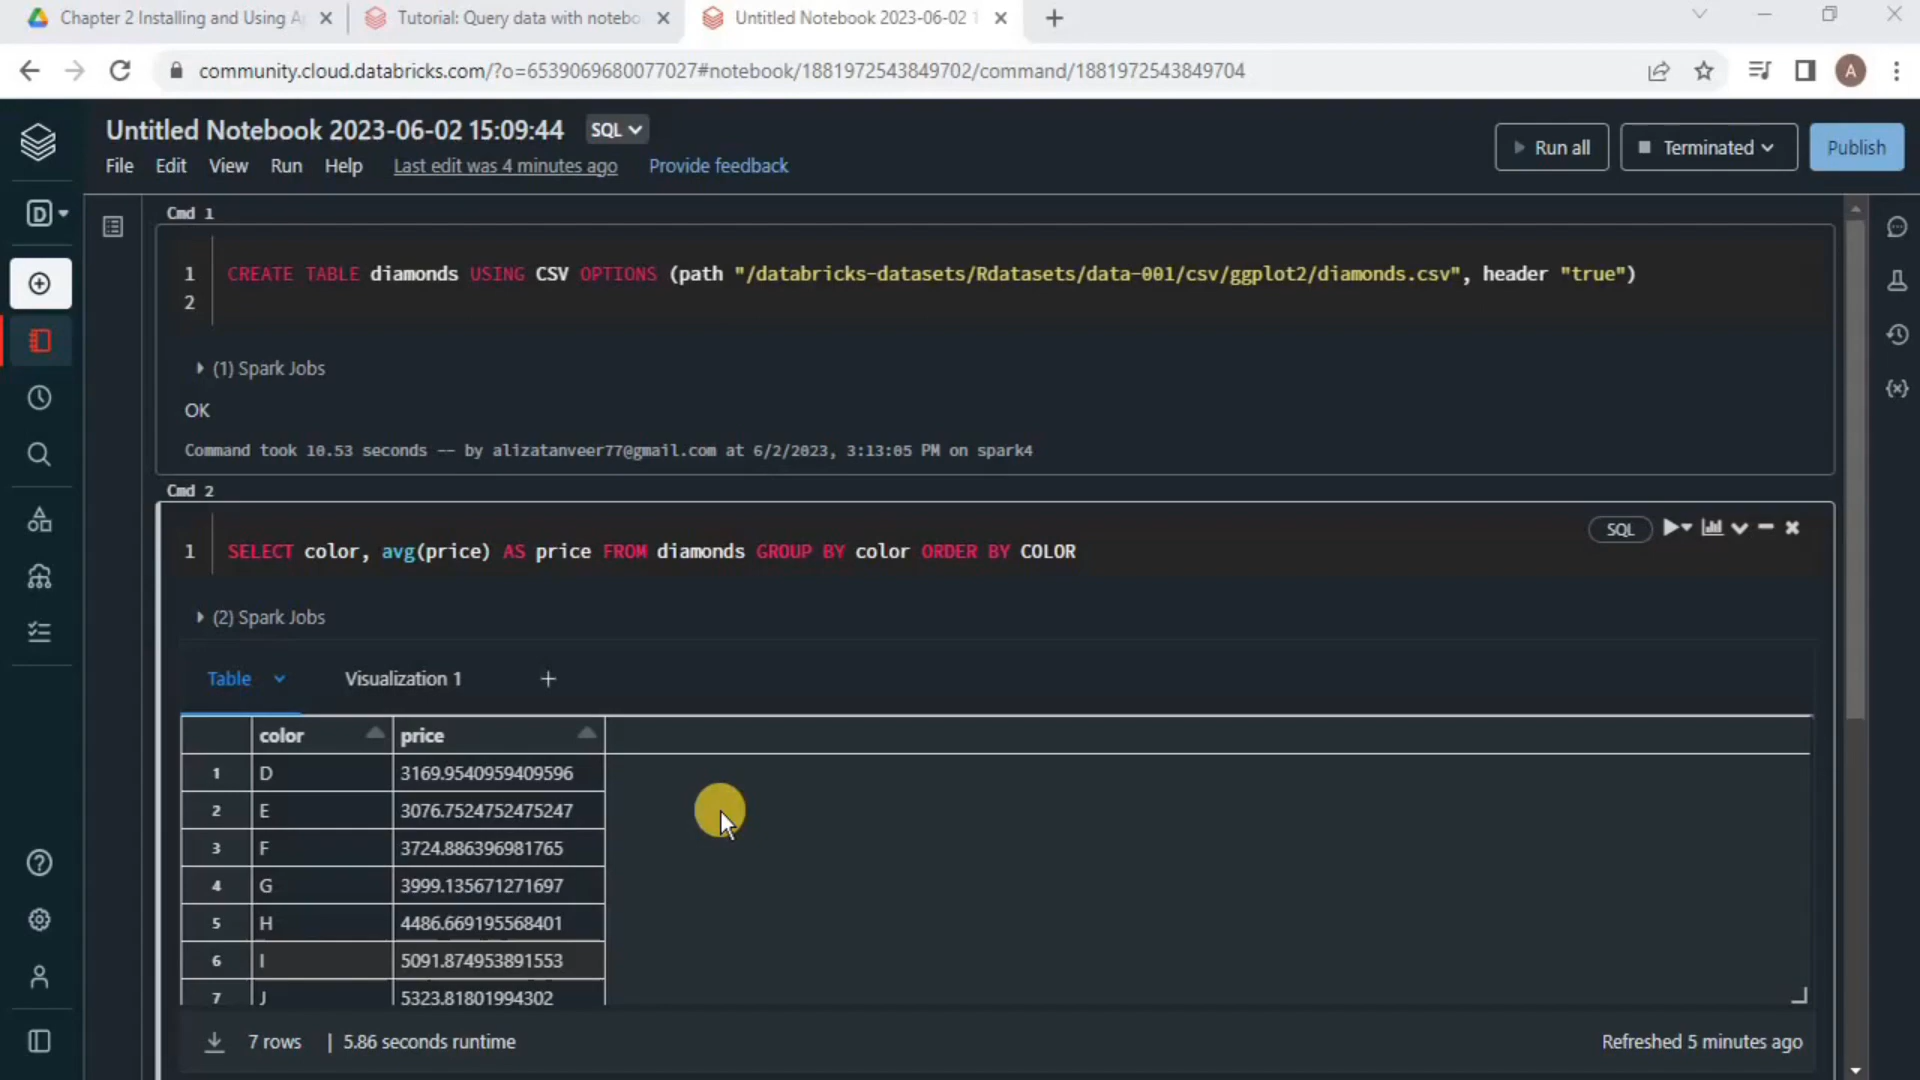 Chapter 2 Installing and Using A
Tutorial: Query data with notebo
Untitled Notebook 2023-06-02 1
community.cloud.databricks.com/?o=6539069680077027#notebook/1881972543849702/command/1881972543849704
A
Untitled Notebook 2023-06-02 15:09:44 SQL
Run all
Terminated
Publish
File Edit View Run Help Last edit was 4 minutes ago Provide feedback
D
Cmd 1
1 CREATE TABLE diamonds USING CSV OPTIONS (path "/databricks-datasets/Rdatasets/data-001/csv/ggplot2/diamonds.csv", header "true")
2
(1) Spark Jobs
OK
Command took 10.53 seconds -- by alizatanveer77@gmail.com at 6/2/2023, 3:13:05 PM on spark4
Cmd 2
SQL
1 SELECT color, avg(price) AS price FROM diamonds GROUP BY color ORDER BY COLOR
(2) Spark Jobs
Table Visualization 1 +
color price
1 D 3169.9540959409596
2 E 3076.7524752475247
3 F 3724.886396981765
4 G 3999.135671271697
5 H 4486.669195568401
6 I 5091.874953891553
7 J 5323.81801994302
7 rows | 5.86 seconds runtime
Refreshed 5 minutes ago